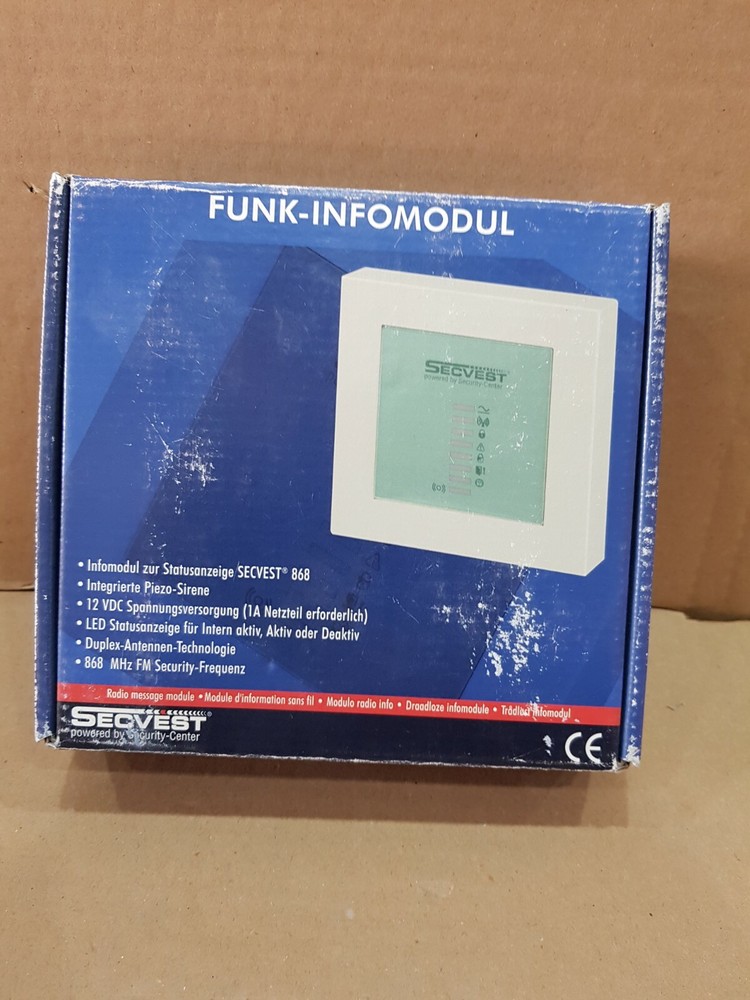 FUNK-INFOMODUL
SECVEST
powered by Security-Center
• Infomodul zur Statusanzeige SECVEST® 868
• Integrierte Piezo-Sirene
• 12 VDC Spannungsversorgung (1A Netzteil erforderlich)
• LED Statusanzeige für Intern aktiv, Aktiv oder Deaktiv
• Duplex-Antennen-Technologie
• 868 MHz FM Security-Frequenz
Radio message module • Module d'information sans fil • Modulo radio info • Draadloze infomodule • Trådlöst Infomodyl
SECVEST®
powered by Security-Center
CE